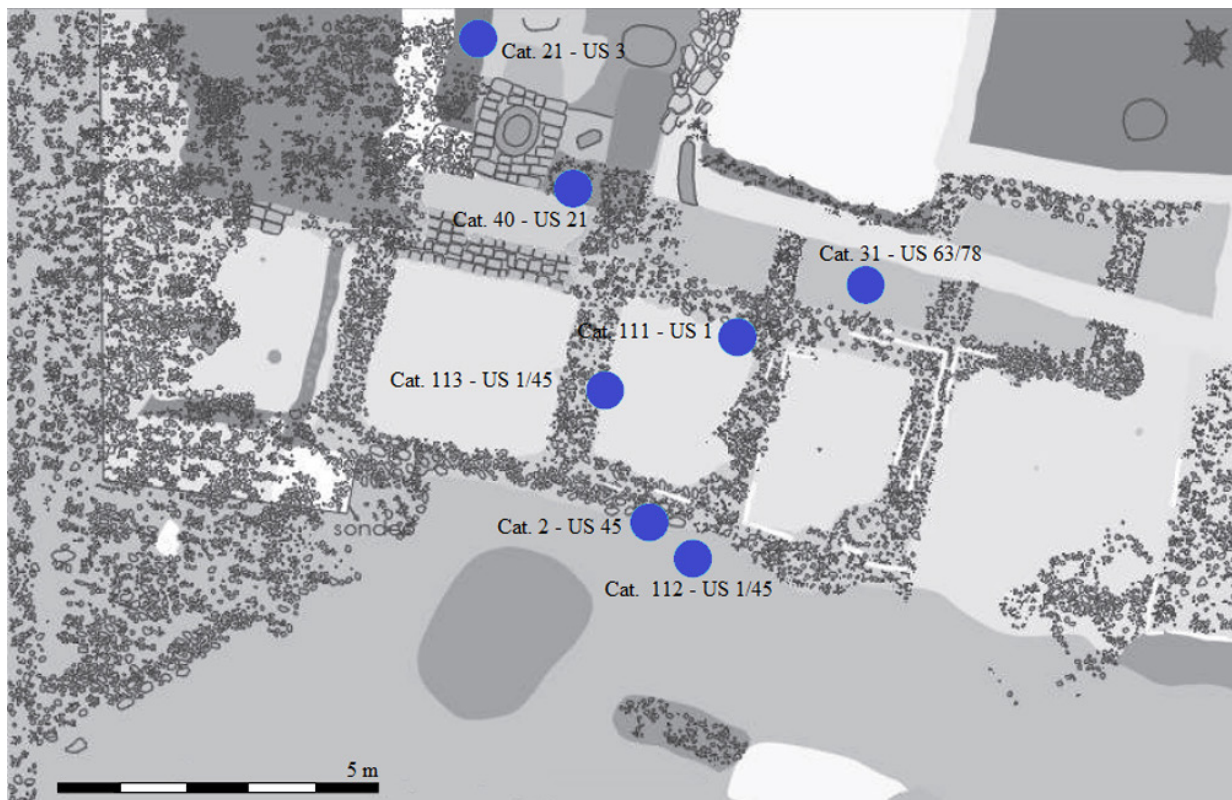 Cat. 21 - US 3
Cat. 40 - US 21
Cat. 31 - US 63/78
Cat. 111 - US 1
Cat. 113 - US 1/45
Cat. 2 - US 45
sonde
Cat. 112 - US 1/45
5 m